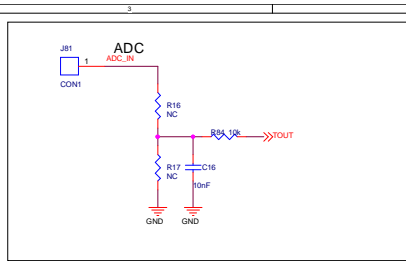 3
J81
ADC
1
ADC_IN
CON1
R16
NC
R84 10k
TOUT
R17
NC
C16
10nF
GND
GND